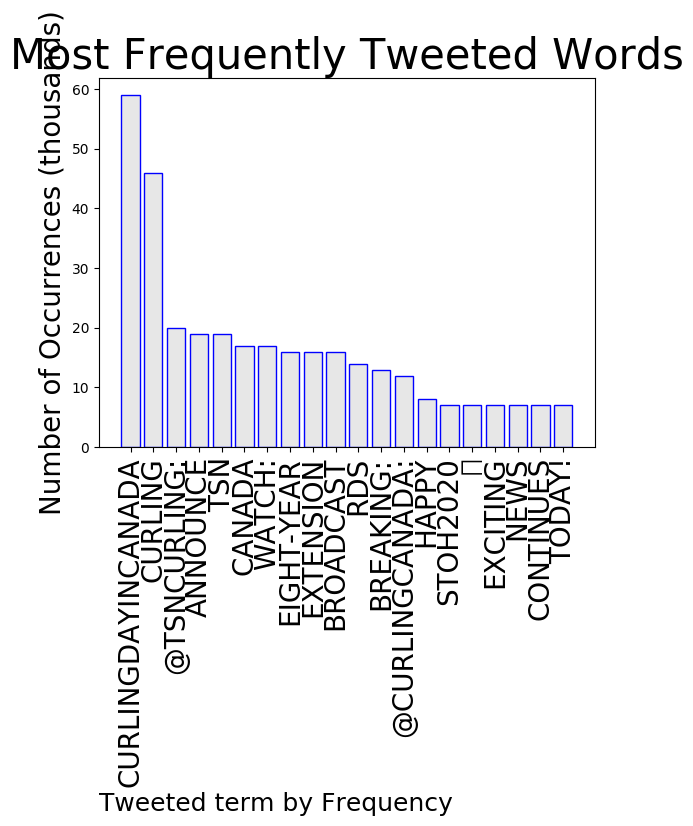 Most Frequently Tweeted Words
Number of Occurrences (thousands)
60
50
40
30
20
10
0
CURLINGDAYINCANADA
CURLING
@TSNCURLING:
ANNOUNCE
TSN
CANADA
WATCH:
EIGHT-YEAR
EXTENSION
BROADCAST
RDS
BREAKING:
@CURLINGCANADA:
HAPPY
STOH2020
EXCITING
NEWS
CONTINUES
TODAY!
Tweeted term by Frequency